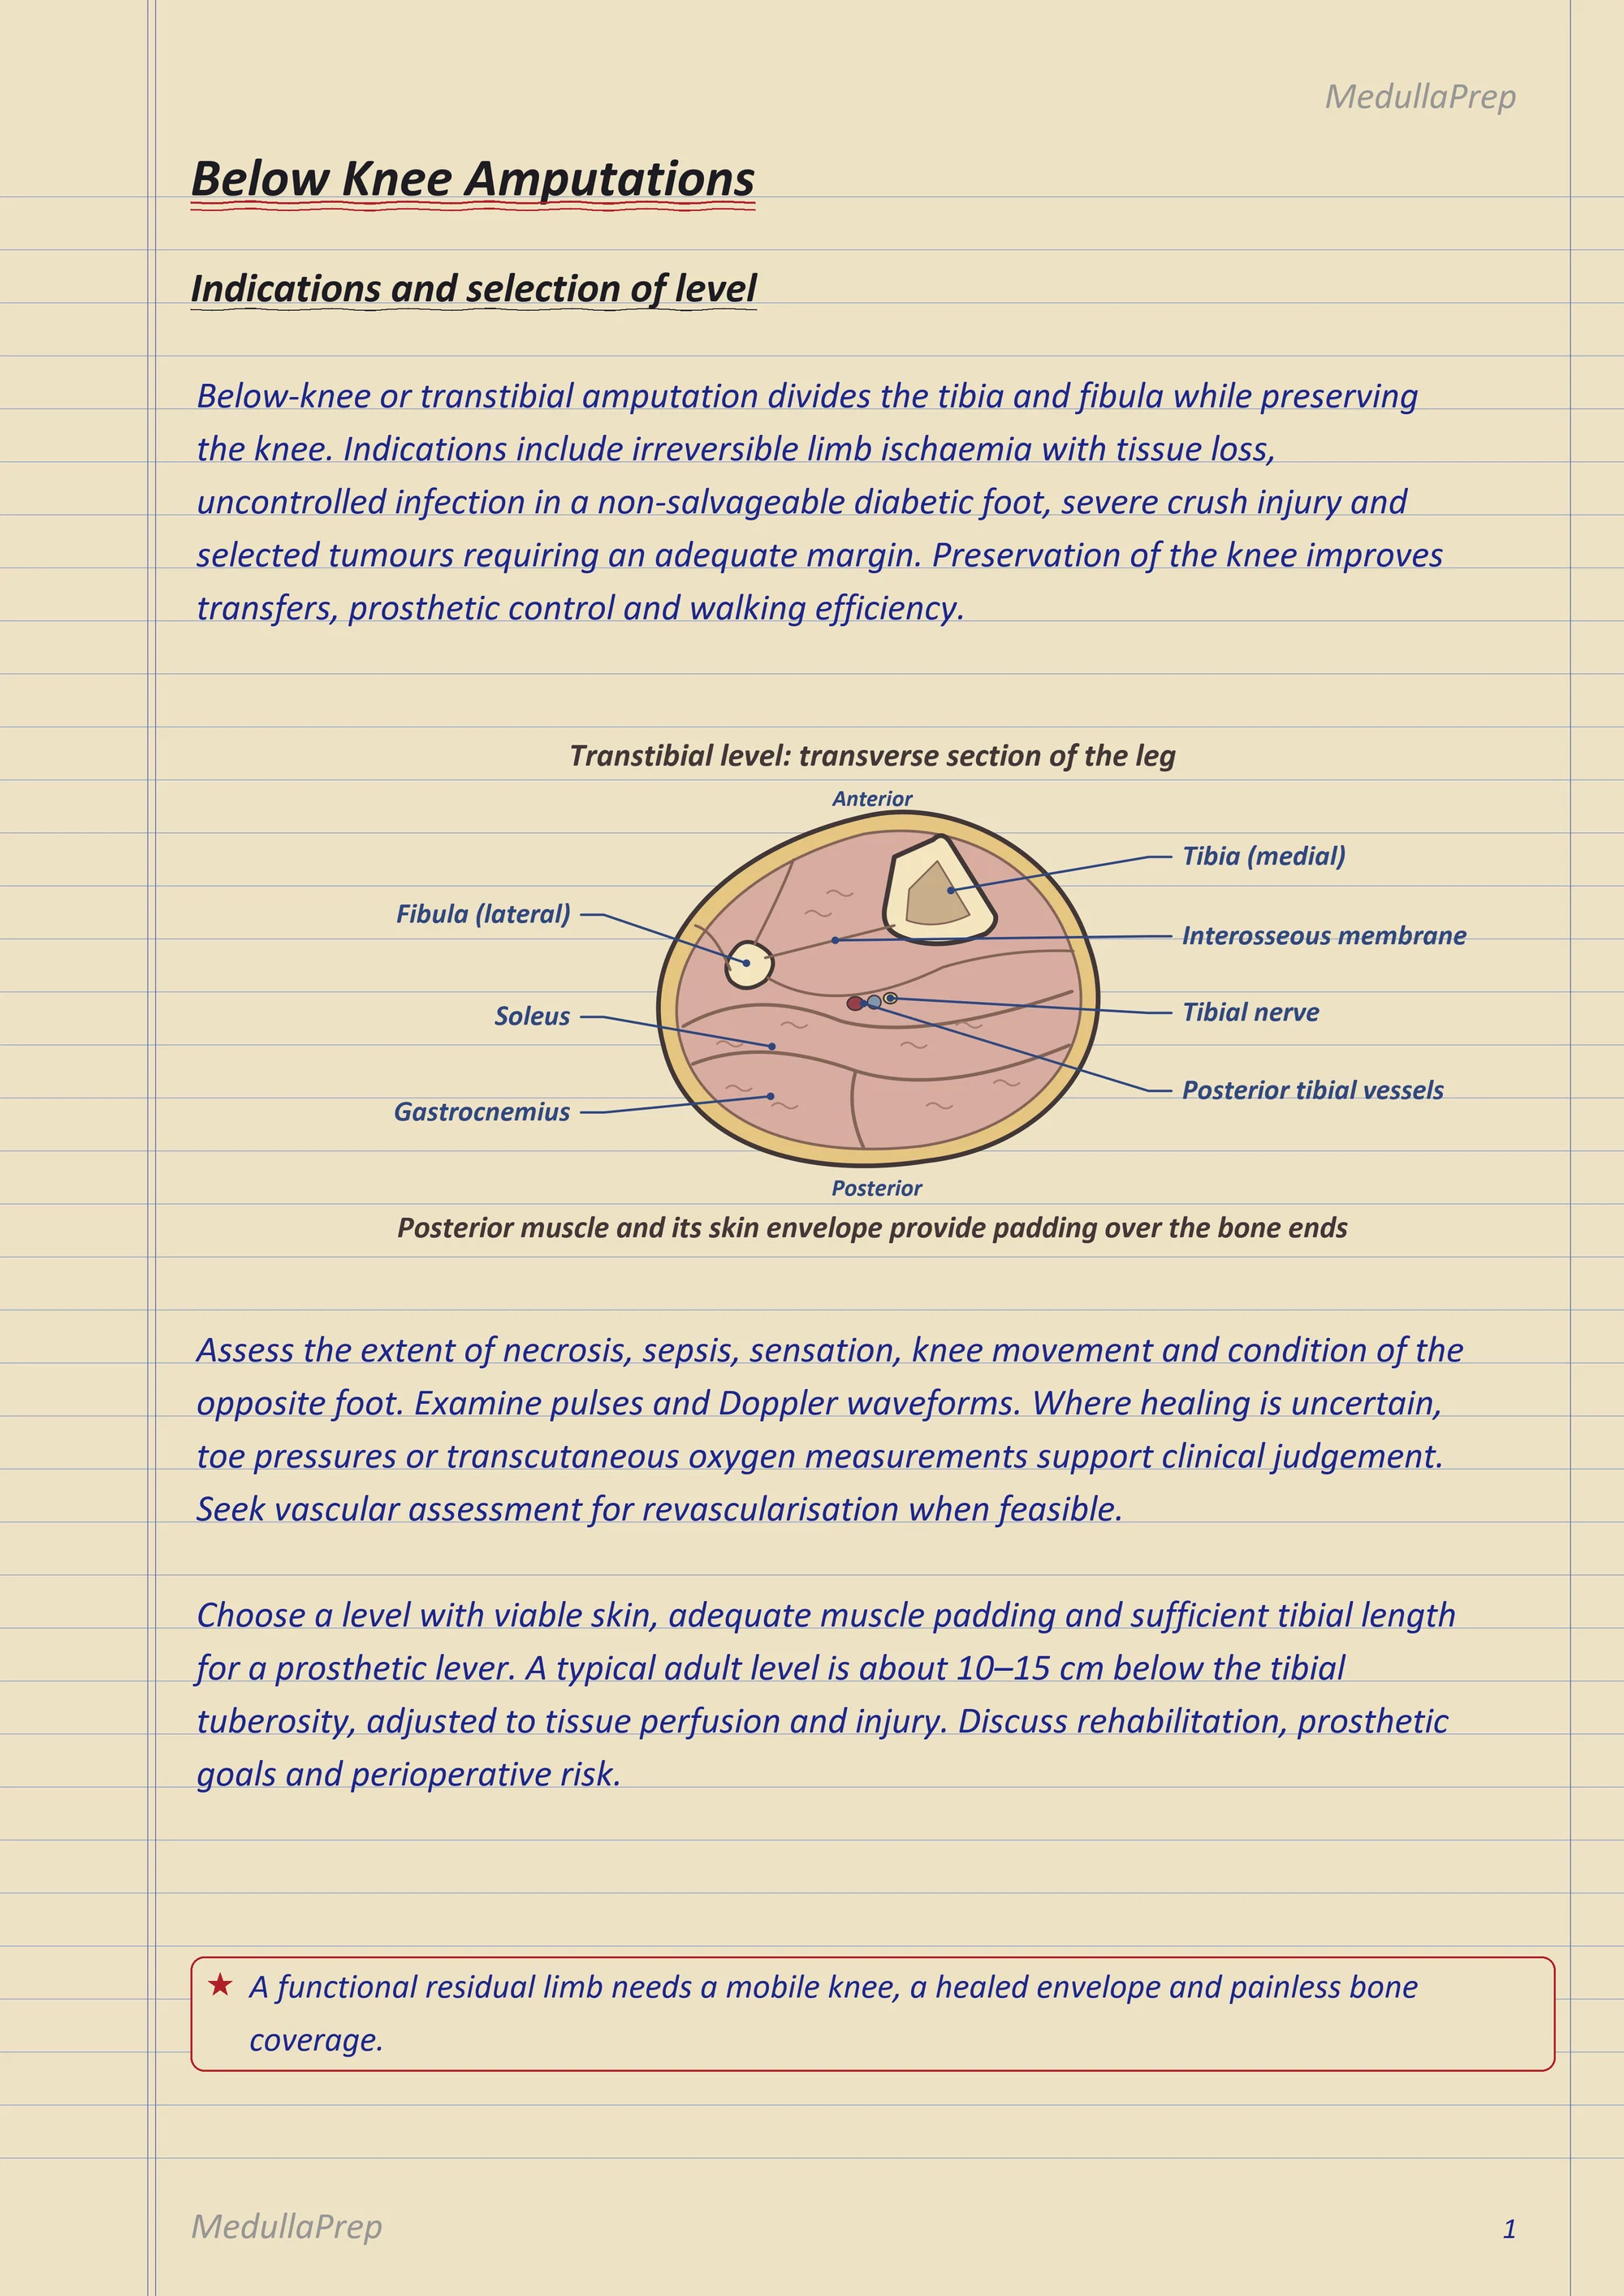 MedullaPrep
Below Knee Amputations
Indications and selection of level
Below-knee or transtibial amputation divides the tibia and fibula while preserving
the knee. Indications include irreversible limb ischaemia with tissue loss,
uncontrolled infection in a non-salvageable diabetic foot, severe crush injury and
selected tumours requiring an adequate margin. Preservation of the knee improves
transfers, prosthetic control and walking efficiency.
Transtibial level: transverse section of the leg
Anterior
Tibia (medial)
Fibula (lateral)
Interosseous membrane
Soleus
Tibial nerve
Posterior tibial vessels
Gastrocnemius
Posterior
Posterior muscle and its skin envelope provide padding over the bone ends
Assess the extent of necrosis, sepsis, sensation, knee movement and condition of the
opposite foot. Examine pulses and Doppler waveforms. Where healing is uncertain,
toe pressures or transcutaneous oxygen measurements support clinical judgement.
Seek vascular assessment for revascularisation when feasible.
Choose a level with viable skin, adequate muscle padding and sufficient tibial length
for a prosthetic lever. A typical adult level is about 10–15 cm below the tibial
tuberosity, adjusted to tissue perfusion and injury. Discuss rehabilitation, prosthetic
goals and perioperative risk.
★ A functional residual limb needs a mobile knee, a healed envelope and painless bone
coverage.
MedullaPrep
1